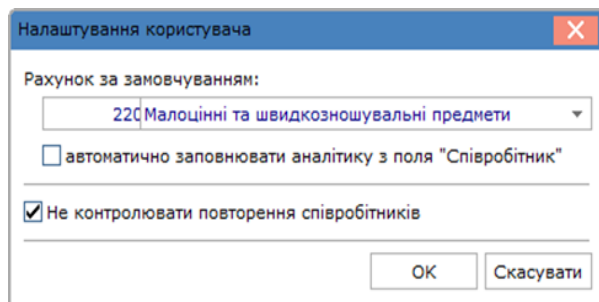 Налаштування користувача
Рахунок за замовчуванням:
220 Малоцінні та швидкозношувальні предмети
автоматично заповнювати аналітику з поля "Співробітник"
Не контролювати повторення співробітників
OK Скасувати